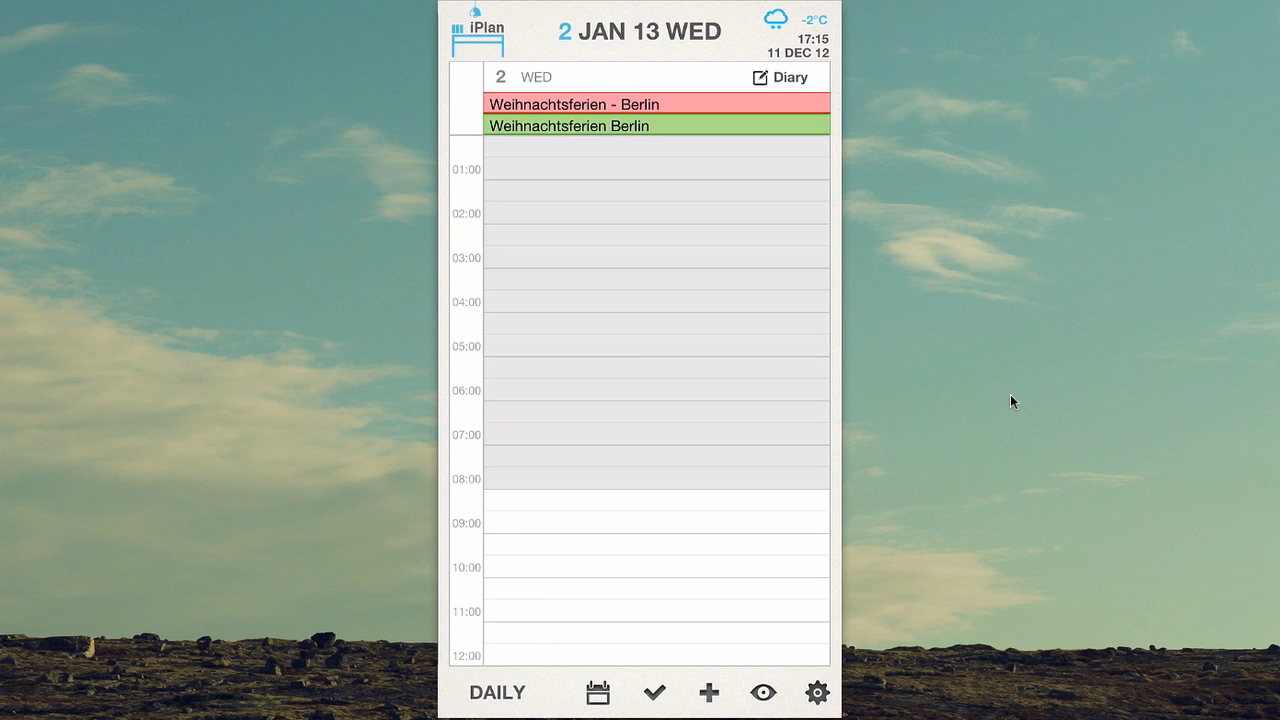 iPlan
2 JAN 13 WED
-2°C
17:15
11 DEC 12
2 WED
Diary
Weihnachtsferien - Berlin
Weihnachtsferien Berlin
01:00
02:00
03:00
04:00
05:00
06:00
07:00
08:00
09:00
10:00
11:00
12:00
DAILY